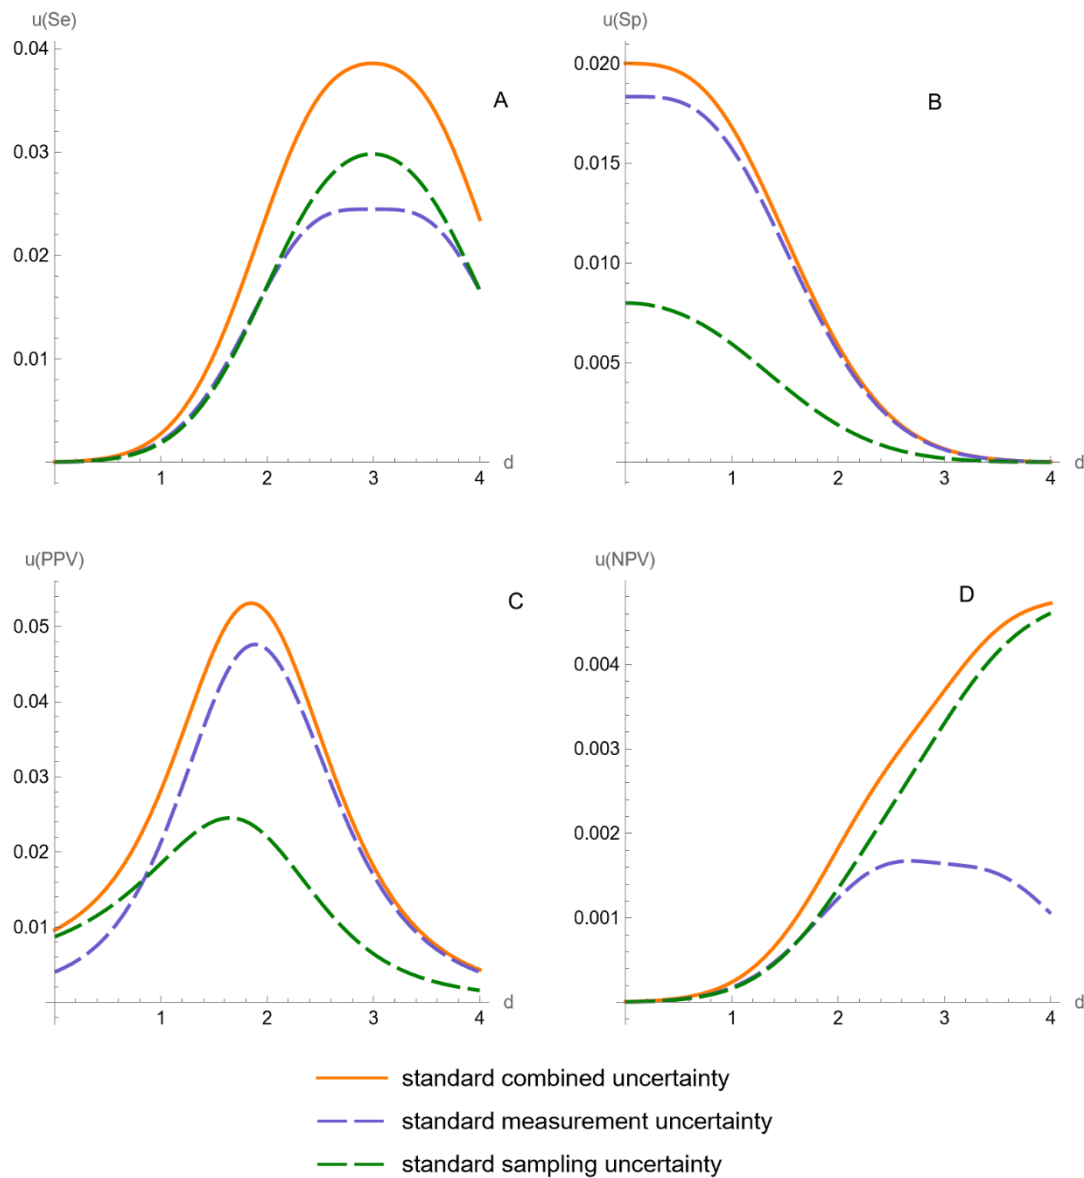 u(Se)
0.04
0.03
0.02
0.01
1 2 3 4 d
A
u(Sp)
0.020
0.015
0.010
0.005
1 2 3 4 d
B
u(PPV)
0.05
0.04
0.03
0.02
0.01
1 2 3 4 d
C
u(NPV)
0.004
0.003
0.002
0.001
1 2 3 4 d
D
standard combined uncertainty
standard measurement uncertainty
standard sampling uncertainty